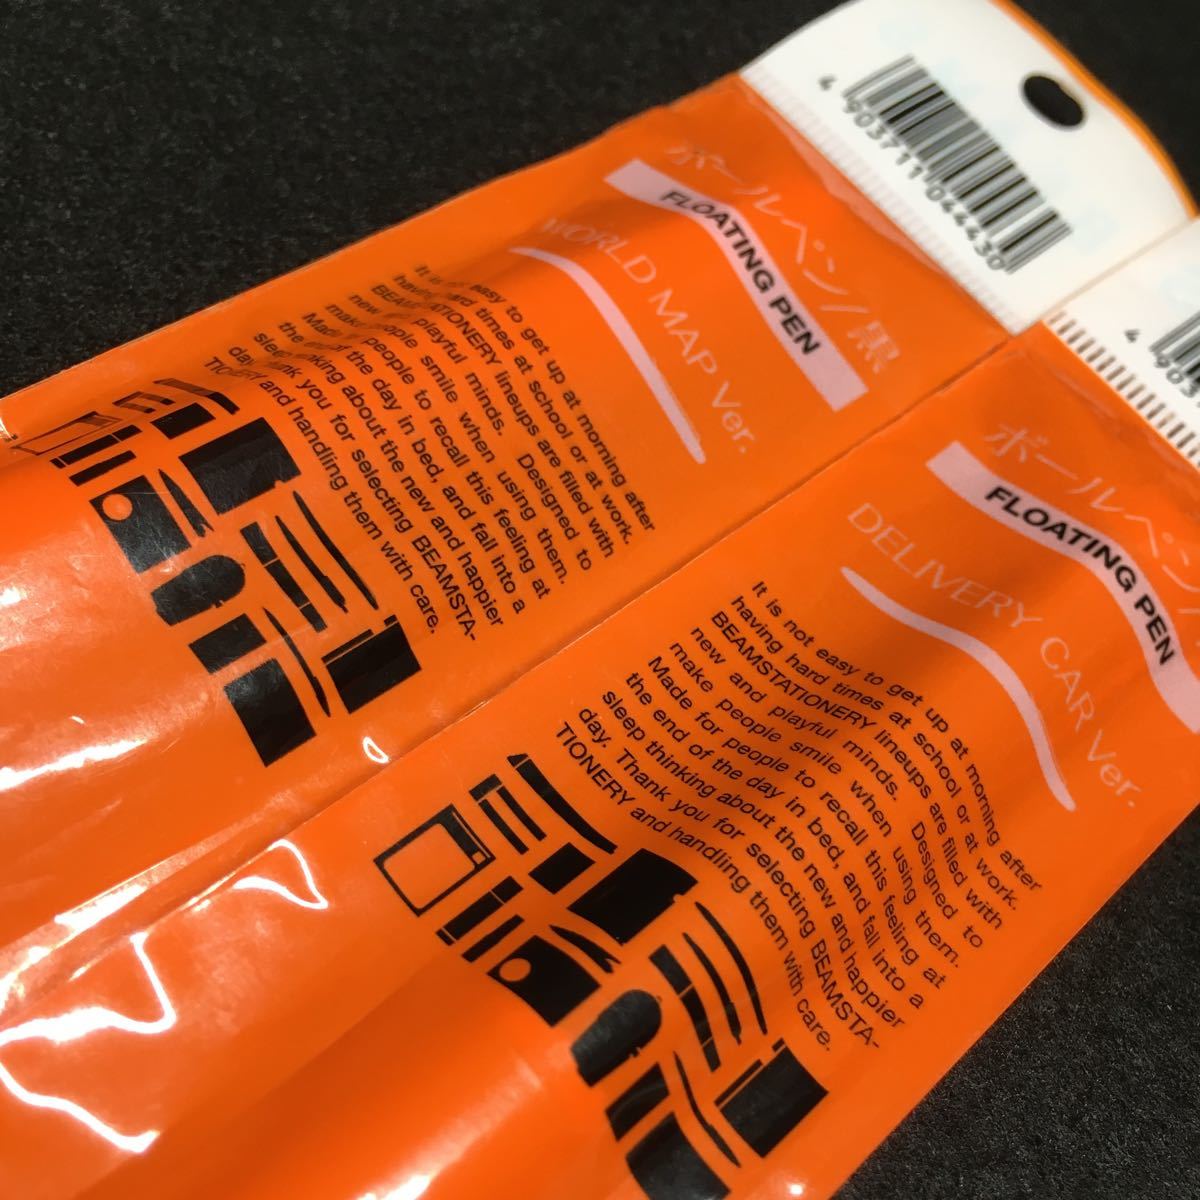 4 903711 044430
ボールペン/黒
FLOATING PEN
WORLD MAP Ver.
It is not easy to get up at morning after
having hard times at school or at work.
BEAMSTATIONERY lineups are filled with
new and playful minds. Designed to
make people smile when using them.
Made for people to recall this feeling at
the end of the day in bed, and fall into a
sleep thinking about the new and happier
day. Thank you for selecting BEAMSTA-
TIONERY and handling them with care.
4 903
ボールペン/
FLOATING PEN
DELIVERY CAR Ver.
It is not easy to get up at morning after
having hard times at school or at work.
BEAMSTATIONERY lineups are filled with
new and playful minds. Designed to
make people smile when using them.
Made for people to recall this feeling at
the end of the day in bed, and fall into a
sleep thinking about the new and happier
day. Thank you for selecting BEAMSTA-
TIONERY and handling them with care.